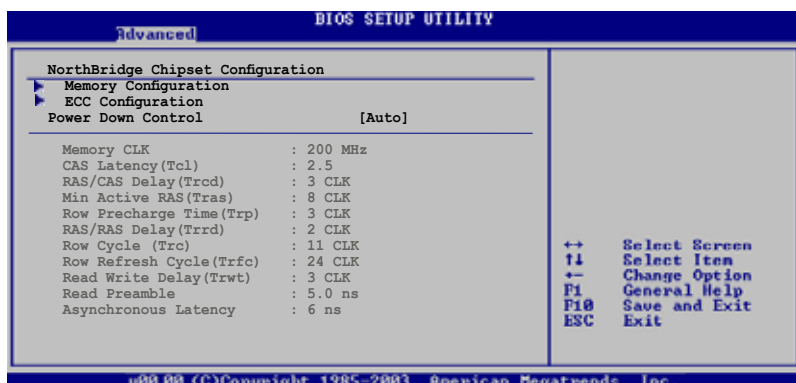 BIOS SETUP UTILITY
Advanced
NorthBridge Chipset Configuration
Memory Configuration
ECC Configuration
Power Down Control [Auto]
Memory CLK : 200 MHz
CAS Latency(Tcl) : 2.5
RAS/CAS Delay(Trcd) : 3 CLK
Min Active RAS(Tras) : 8 CLK
Row Precharge Time(Trp) : 3 CLK
RAS/RAS Delay(Trrd) : 2 CLK
Row Cycle (Trc) : 11 CLK
Row Refresh Cycle(Trfc) : 24 CLK
Read Write Delay(Trwt) : 3 CLK
Read Preamble : 5.0 ns
Asynchronous Latency : 6 ns
↔ Select Screen
↑↓ Select Item
+- Change Option
F1 General Help
F10 Save and Exit
ESC Exit
v00.00 (C)Copyright 1985-2003, American Megatrends, Inc